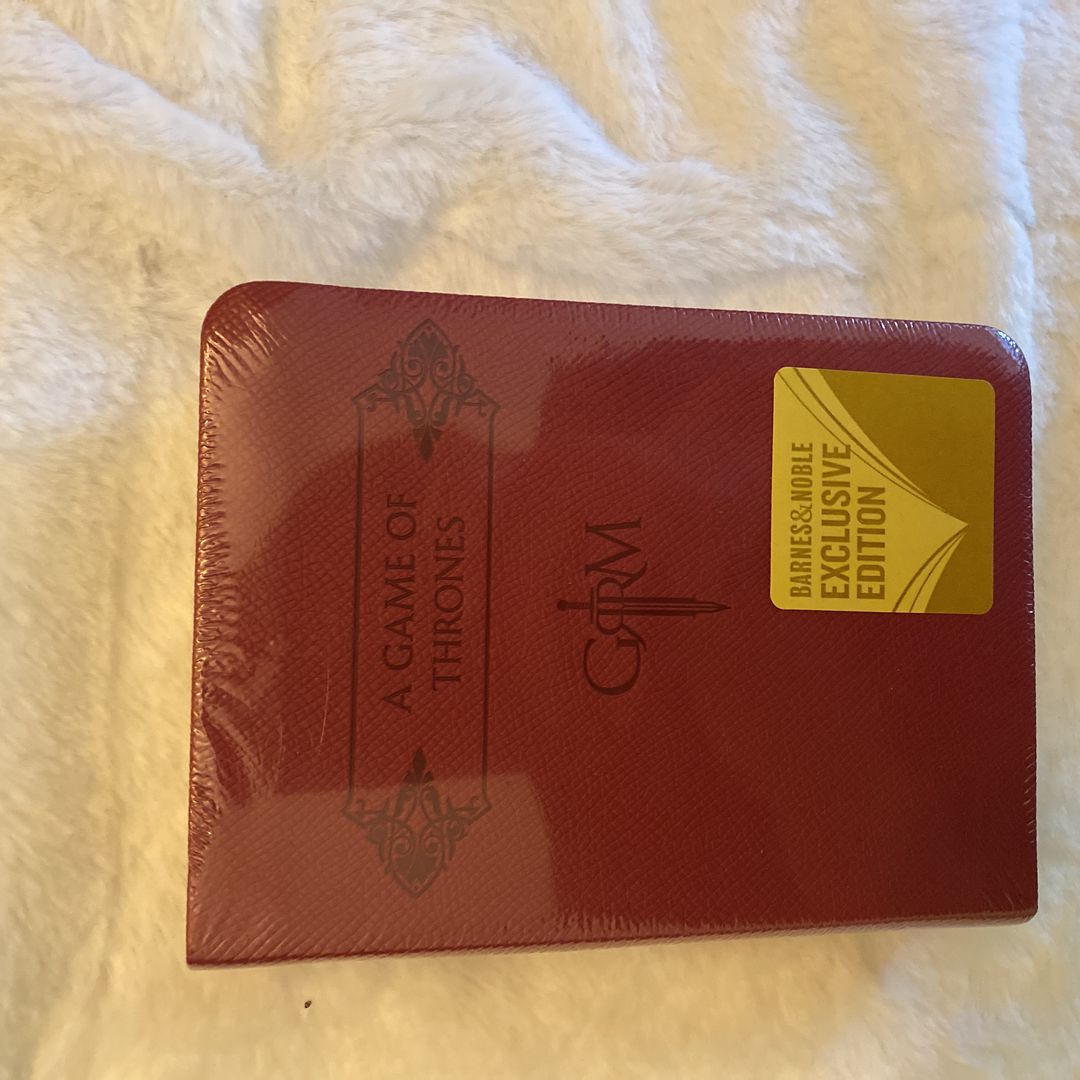 A GAME OF
THRONES
GRRM
BARNES&NOBLE
EXCLUSIVE
EDITION